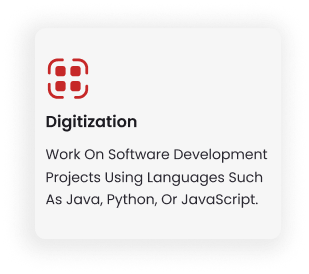 Digitization
Work On Software Development
Projects Using Languages Such
As Java, Python, Or JavaScript.